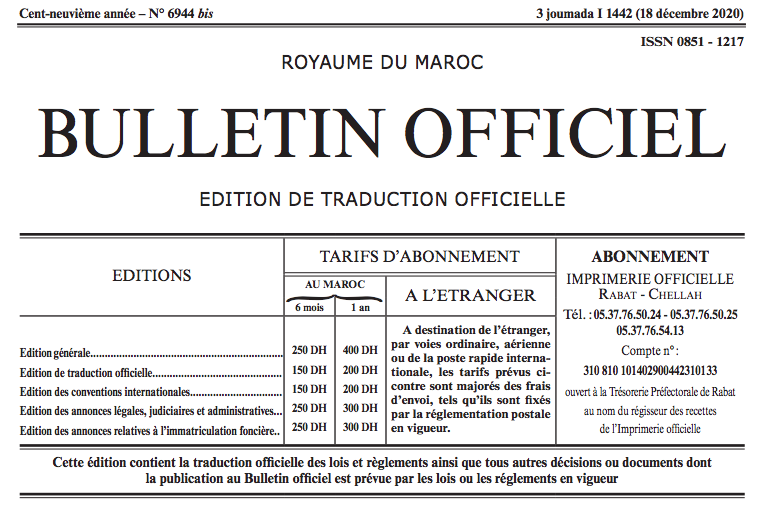 Cent-neuvième année – N° 6944 bis
3 joumada I 1442 (18 décembre 2020)
ISSN 0851 - 1217
ROYAUME DU MAROC
BULLETIN OFFICIEL
EDITION DE TRADUCTION OFFICIELLE
EDITIONS
TARIFS D'ABONNEMENT
AU MAROC
6 mois
1 an
A L'ETRANGER
Edition générale.......................................................... 250 DH 400 DH
Edition de traduction officielle....................................... 150 DH 200 DH
Edition des conventions internationales............................ 150 DH 200 DH
Edition des annonces légales, judiciaires et administratives... 250 DH 300 DH
Edition des annonces relatives à l'immatriculation foncière.. 250 DH 300 DH
A destination de l'étranger,
par voies ordinaire, aérienne
ou de la poste rapide interna-
tionale, les tarifs prévus ci-
contre sont majorés des frais
d'envoi, tels qu'ils sont fixés
par la réglementation postale
en vigueur.
ABONNEMENT
IMPRIMERIE OFFICIELLE
RABAT - CHELLAH
Tél. : 05.37.76.50.24 - 05.37.76.50.25
05.37.76.54.13
Compte n° :
310 810 101402900442310133
ouvert à la Trésorerie Préfectorale de Rabat
au nom du régisseur des recettes
de l'Imprimerie officielle
Cette édition contient la traduction officielle des lois et règlements ainsi que tous autres décisions ou documents dont
la publication au Bulletin officiel est prévue par les lois ou les réglements en vigueur